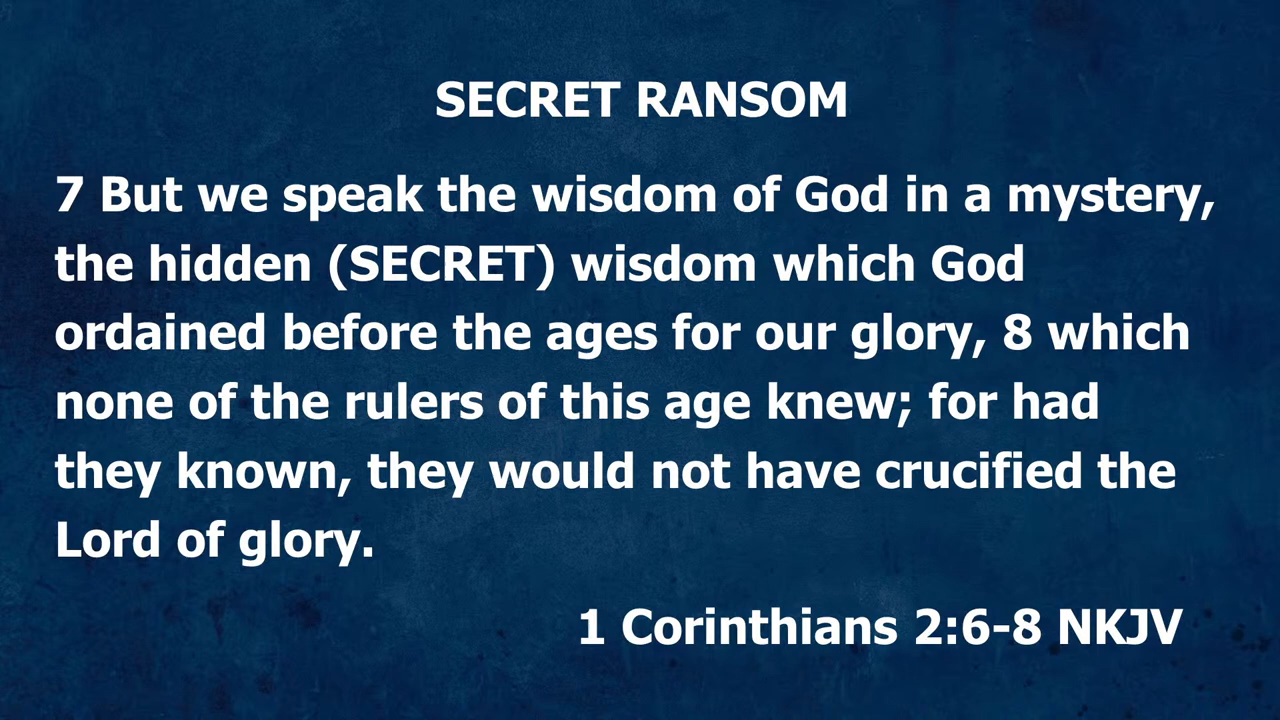 SECRET RANSOM
7 But we speak the wisdom of God in a mystery,
the hidden (SECRET) wisdom which God
ordained before the ages for our glory, 8 which
none of the rulers of this age knew; for had
they known, they would not have crucified the
Lord of glory.
1 Corinthians 2:6-8 NKJV